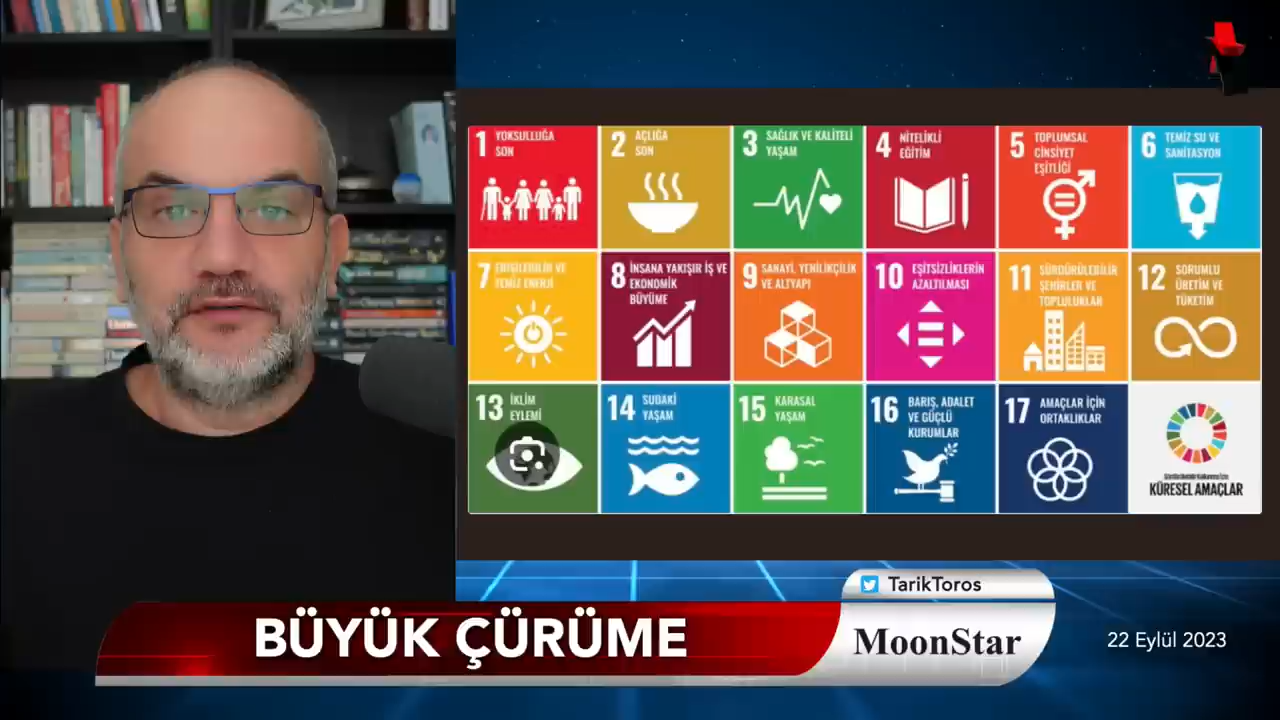 1 YOKSULLUĞA
SON
2 AÇLIĞA
SON
3 SAĞLIK VE KALİTELİ
YAŞAM
4 NİTELİKLİ
EĞİTİM
5 TOPLUMSAL
CİNSİYET
EŞİTLİĞİ
6 TEMİZ SU VE
SANİTASYON
7 ERİŞİLEBİLİR VE
TEMİZ ENERJİ
8 İNSANA YAKIŞIR İŞ VE
EKONOMİK
BÜYÜME
9 SANAYİ, YENİLİKÇİLİK
VE ALTYAPI
10 EŞİTSİZLİKLERİN
AZALTILMASI
11 SÜRDÜRÜLEBİLİR
ŞEHİRLER VE
TOPLULUKLAR
12 SORUMLU
ÜRETİM VE
TÜKETİM
13 İKLİM
EYLEMİ
14 SUDAKİ
YAŞAM
15 KARASAL
YAŞAM
16 BARIŞ, ADALET
VE GÜÇLÜ
KURUMLAR
17 AMAÇLAR İÇİN
ORTAKLIKLAR
KÜRESEL AMAÇLAR
TarikToros
BÜYÜK ÇÜRÜME
MoonStar
22 Eylül 2023